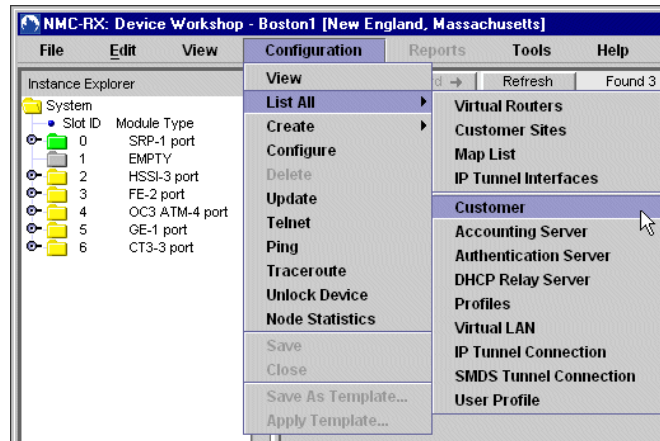 NMC-RX: Device Workshop - Boston1 [New England, Massachusetts]
File Edit View Configuration Reports Tools Help
Instance Explorer
d → Refresh Found 3
System
Slot ID Module Type
0 SRP-1 port
1 EMPTY
2 HSSI-3 port
3 FE-2 port
4 OC3 ATM-4 port
5 GE-1 port
6 CT3-3 port
View
List All
Create
Configure
Delete
Update
Telnet
Ping
Traceroute
Unlock Device
Node Statistics
Save
Close
Save As Template...
Apply Template...
Virtual Routers
Customer Sites
Map List
IP Tunnel Interfaces
Customer
Accounting Server
Authentication Server
DHCP Relay Server
Profiles
Virtual LAN
IP Tunnel Connection
SMDS Tunnel Connection
User Profile